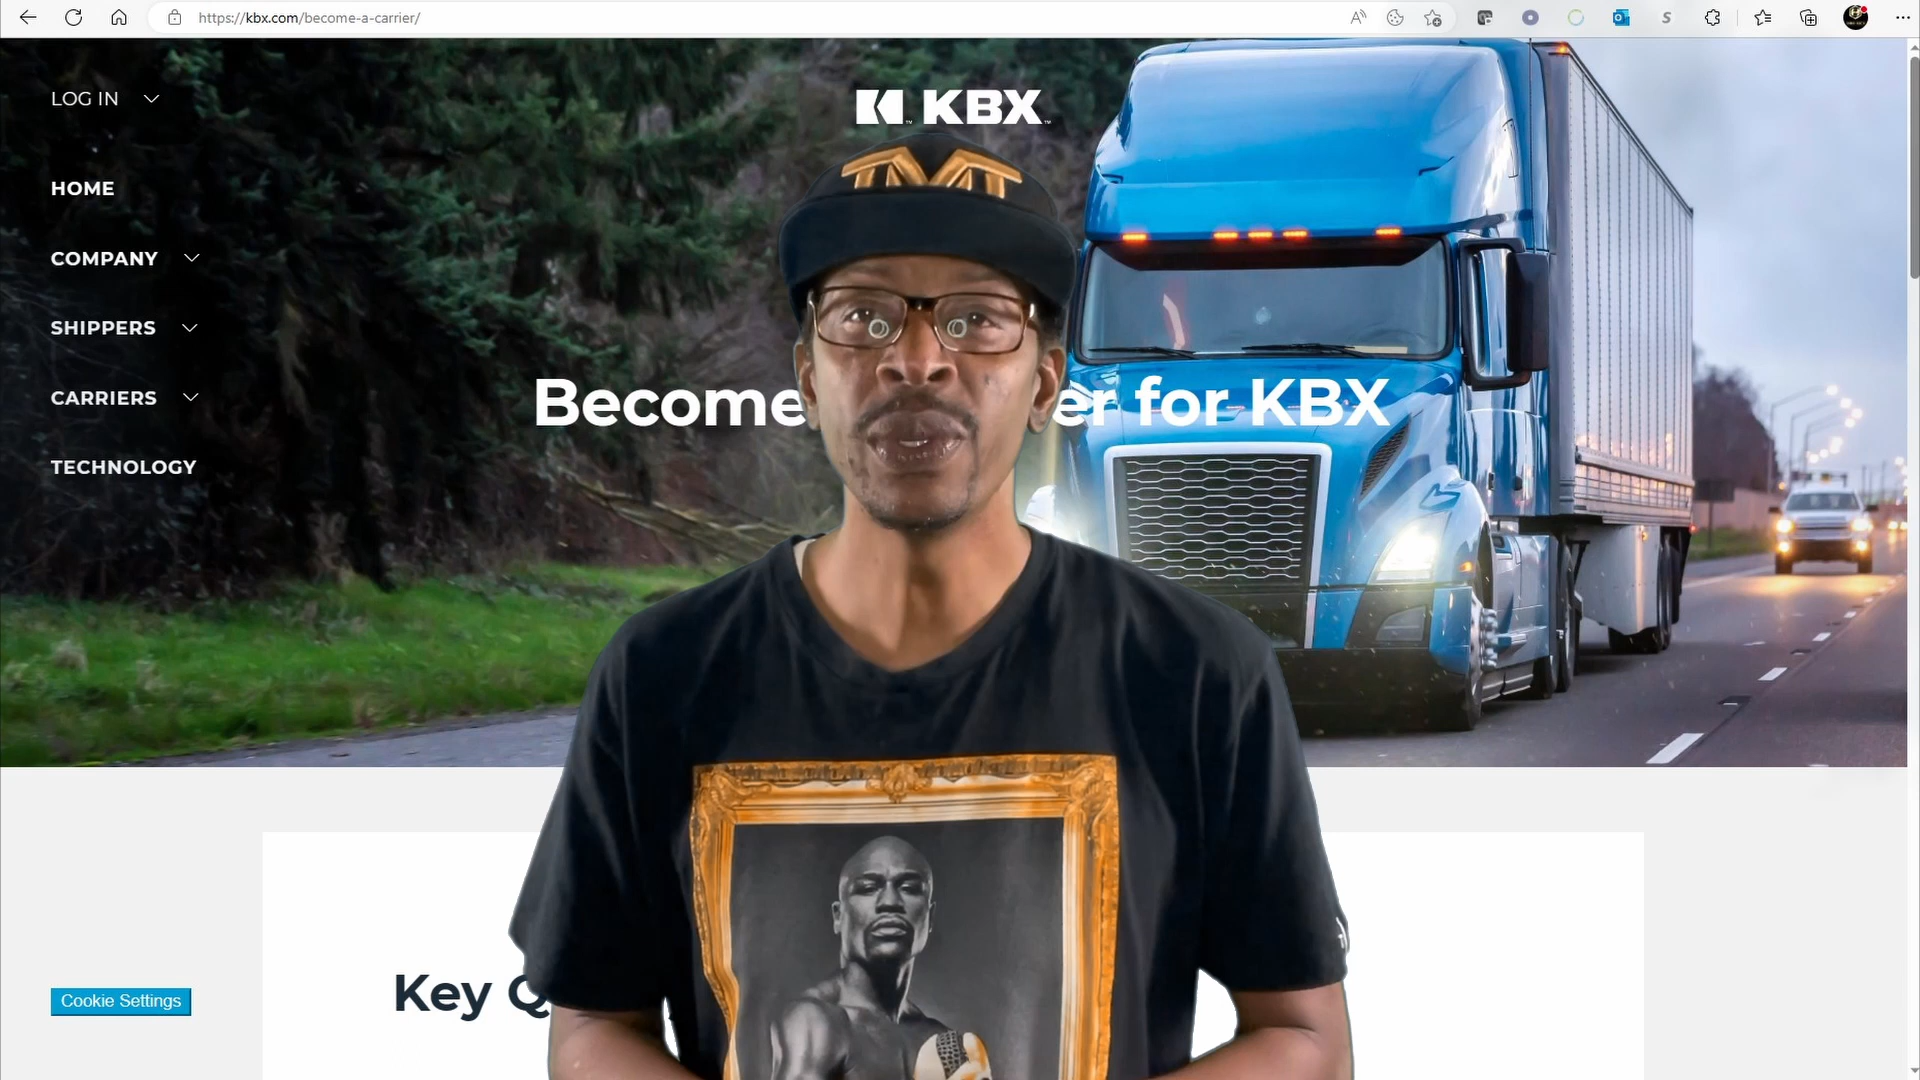 https://kbx.com/become-a-carrier/
LOG IN
KBX
HOME
TMT
COMPANY
SHIPPERS
CARRIERS
Become er for KBX
TECHNOLOGY
Key Q
Cookie Settings